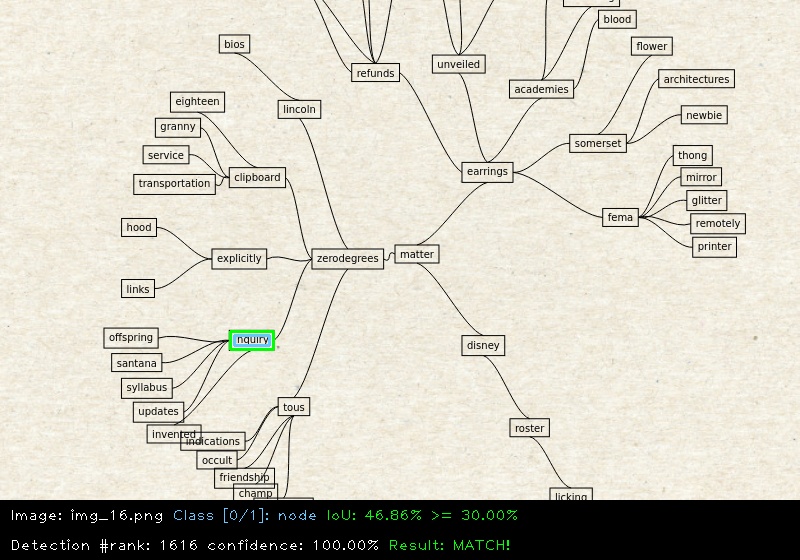 blood
bios
flower
unveiled
refunds
architectures
academies
eighteen
lincoln
newbie
granny
somerset
service
thong
clipboard
earrings
mirror
transportation
glitter
hood
fema
remotely
explicitly
zerodegrees
matter
printer
links
offspring
nquiry
disney
santana
syllabus
updates
tous
invented
roster
indications
occult
friendship
champ
licking
Image: img_16.png Class [0/1]: node IoU: 46.86% >= 30.00%
Detection #rank: 1616 confidence: 100.00% Result: MATCH!